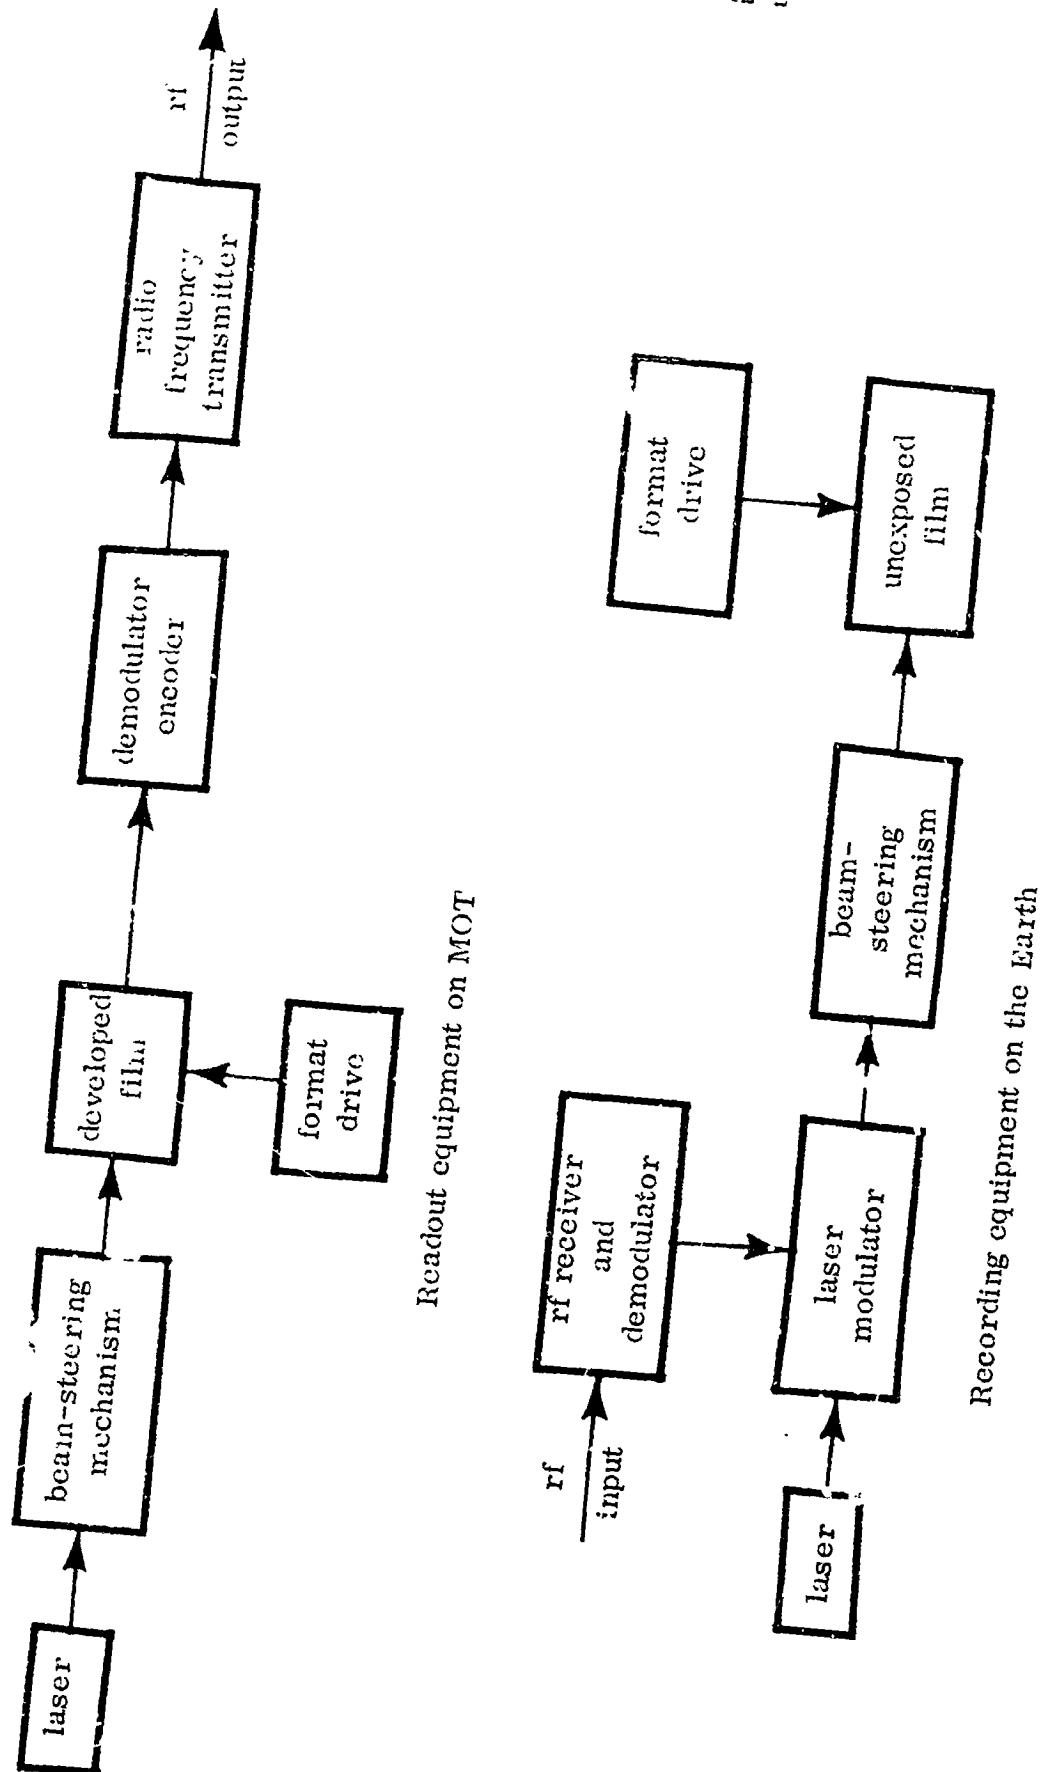 laser
beam-steering
mechanism
developed
film
format
drive
demodulator
encoder
radio
frequency
transmitter
rf
output
Readout equipment on MOT
rf
input
rf receiver
and
demodulator
laser
laser
modulator
beam-
steering
mechanism
format
drive
unexposed
film
Recording equipment on the Earth